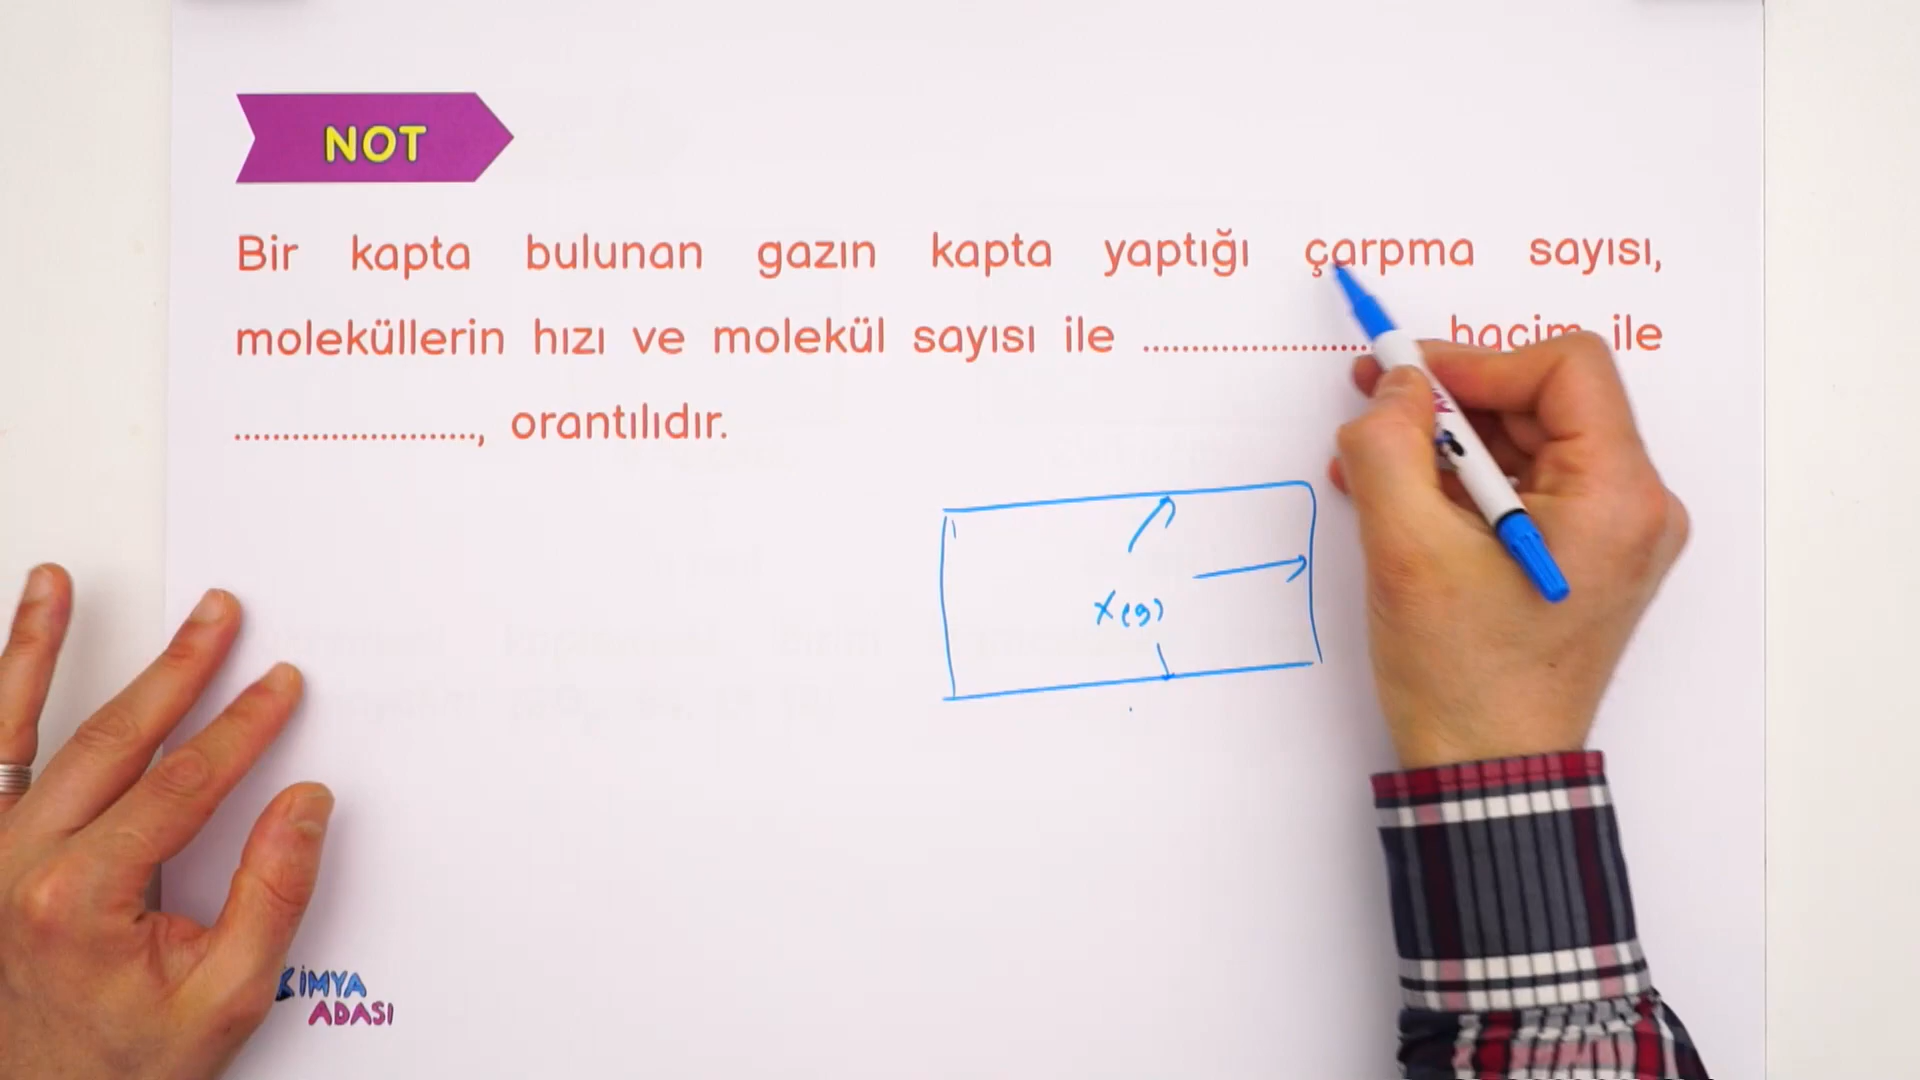 NOT
Bir kapta bulunan gazın kapta yaptığı çarpma sayısı,
moleküllerin hızı ve molekül sayısı ile ........................ hacim ile
........................, orantılıdır.
X(g)
KİMYA
ADASI